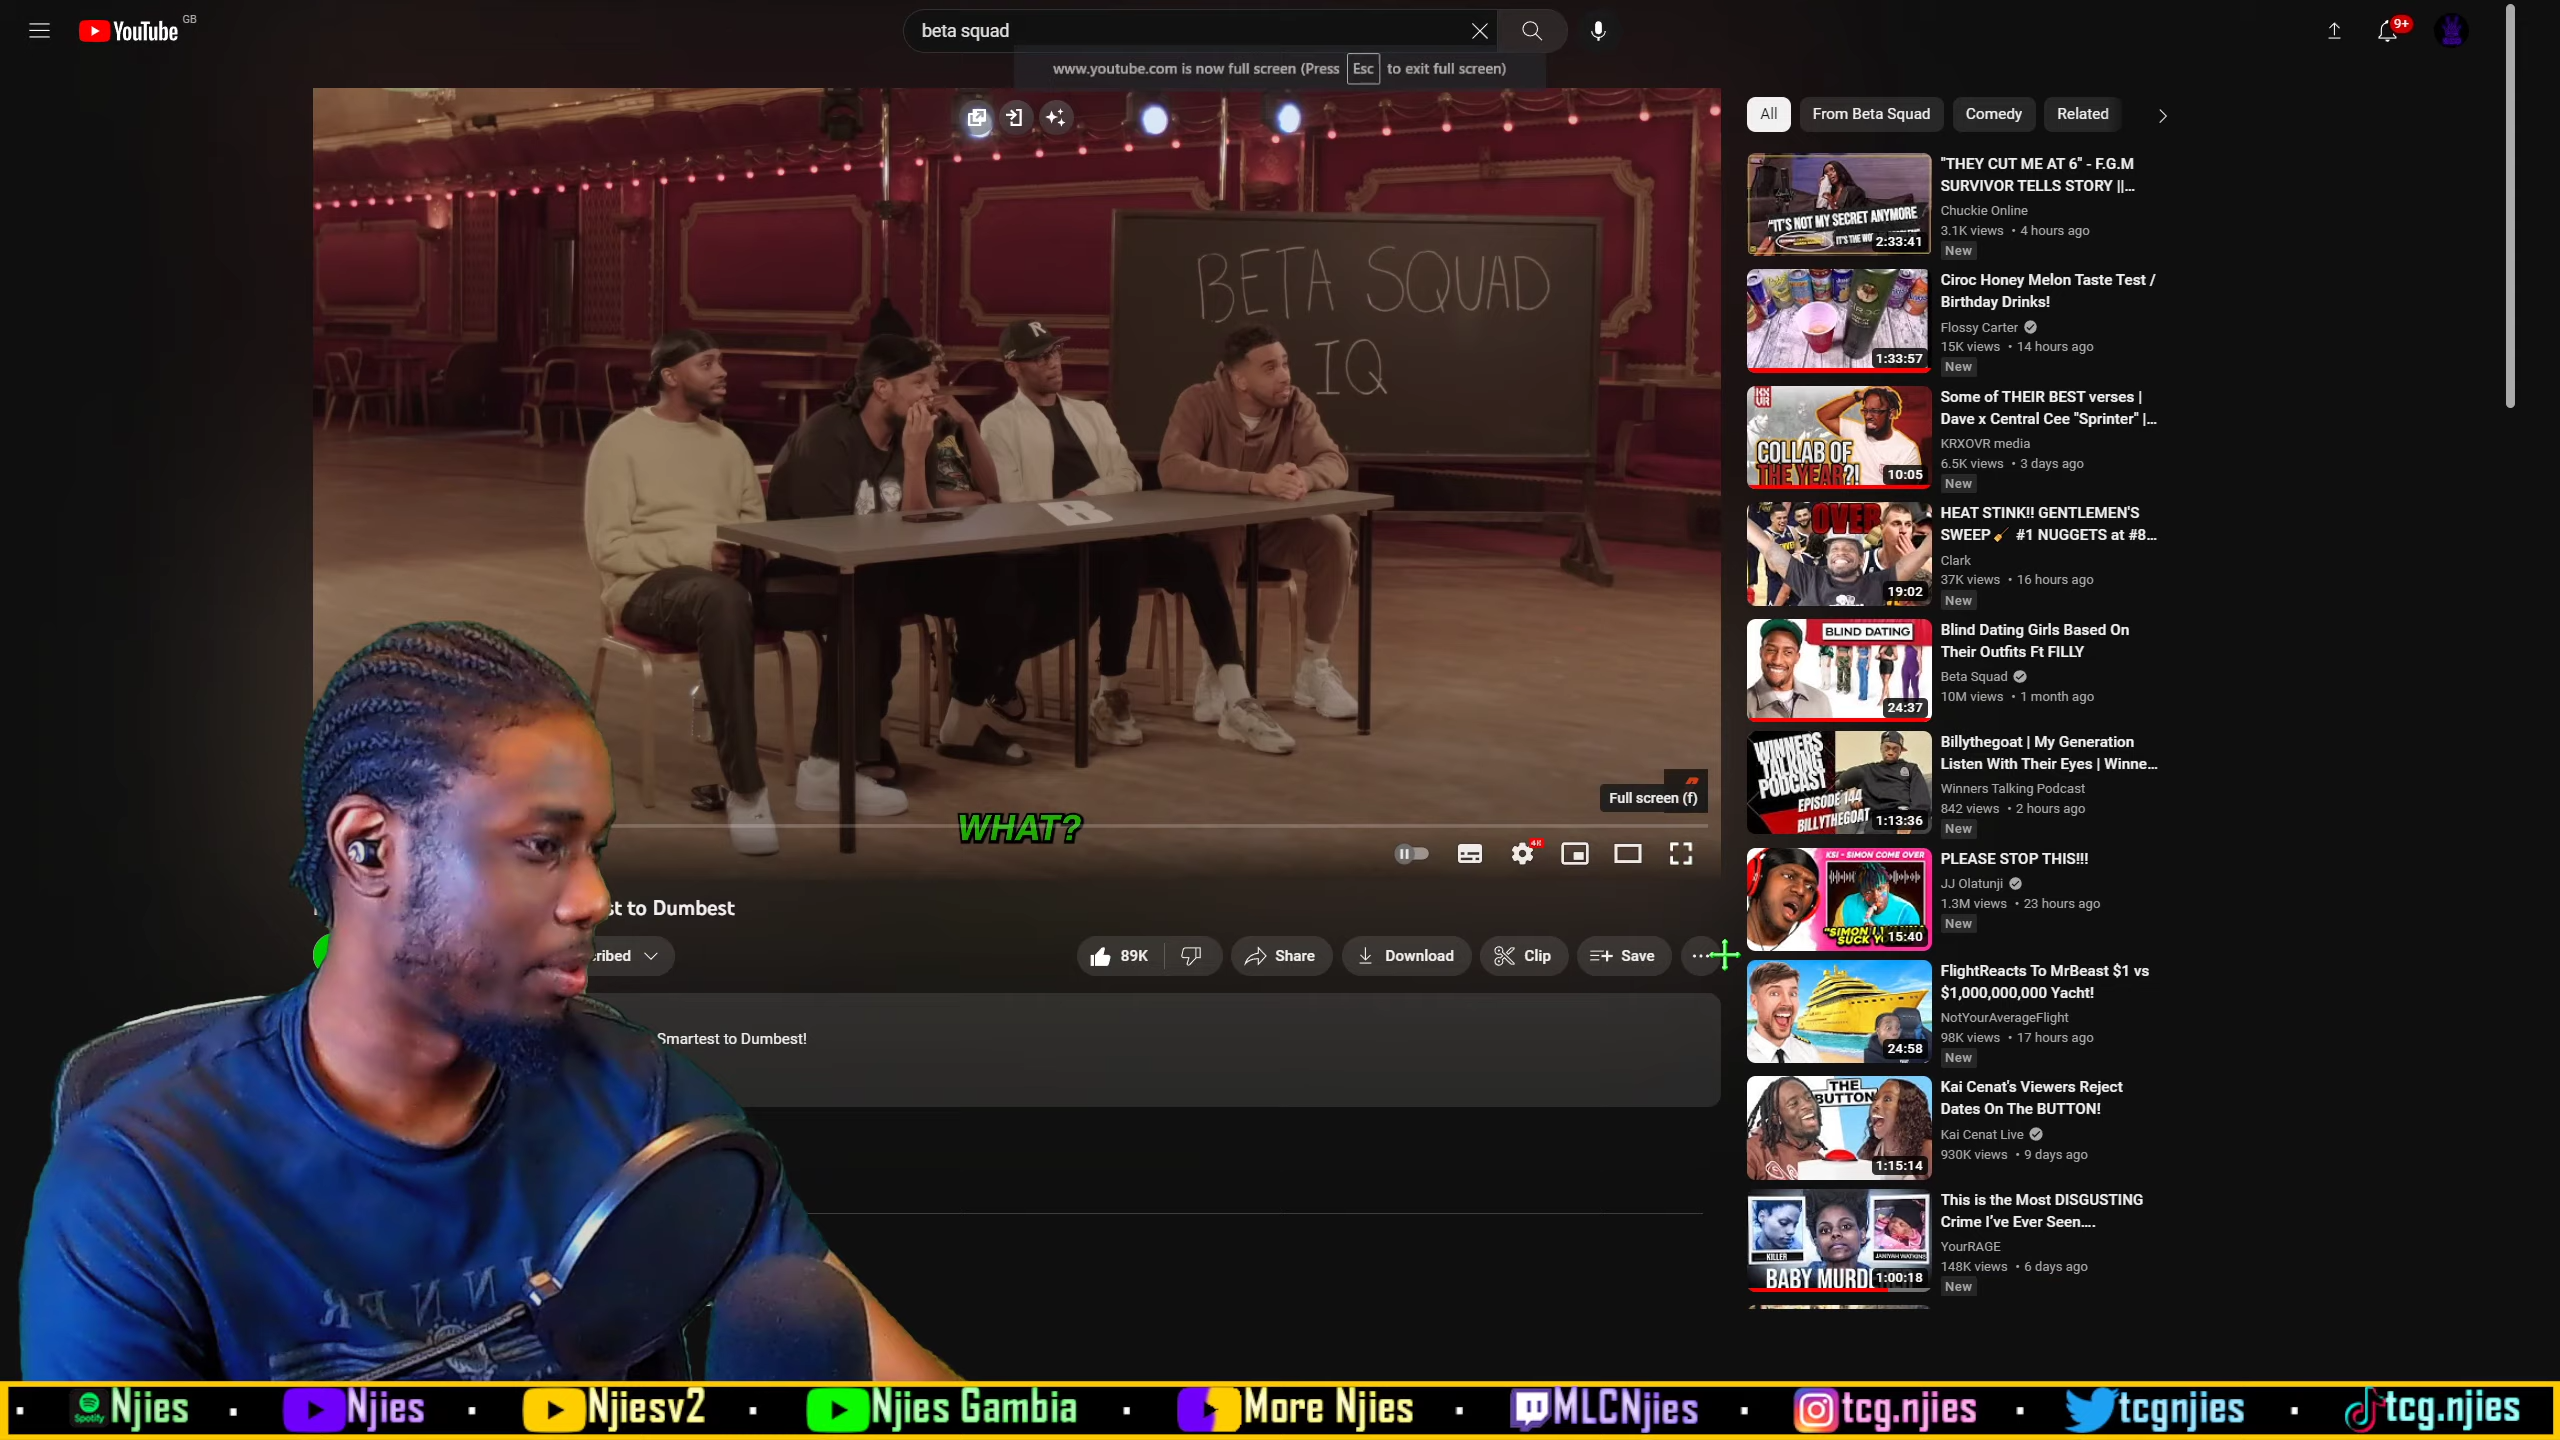 YouTube GB
beta squad
9+
www.youtube.com is now full screen (Press Esc to exit full screen)
BETA SQUAD
IQ
R
WHAT?
Full screen (f)
4K
st to Dumbest
cribed
89K
Share
Download
Clip
Save
Smartest to Dumbest!
All
From Beta Squad
Comedy
Related
"IT'S NOT MY SECRET ANYMORE
2:33:41
"THEY CUT ME AT 6" - F.G.M
SURVIVOR TELLS STORY ||...
Chuckie Online
3.1K views • 4 hours ago
New
1:33:57
Ciroc Honey Melon Taste Test /
Birthday Drinks!
Flossy Carter
15K views • 14 hours ago
New
COLLAB OF
THE YEAR?!
10:05
Some of THEIR BEST verses |
Dave x Central Cee "Sprinter" |...
KRXOVR media
6.5K views • 3 days ago
New
OVER
19:02
HEAT STINK!! GENTLEMEN'S
SWEEP🧹 #1 NUGGETS at #8...
Clark
37K views • 16 hours ago
New
BLIND DATING
24:37
Blind Dating Girls Based On
Their Outfits Ft FILLY
Beta Squad
10M views • 1 month ago
WINNERS
TALKING
PODCAST
EPISODE 144
BILLYTHEGOAT
1:13:36
Billythegoat | My Generation
Listen With Their Eyes | Winne...
Winners Talking Podcast
842 views • 2 hours ago
New
KSI - SIMON COME OVER
15:40
PLEASE STOP THIS!!!
JJ Olatunji
1.3M views • 23 hours ago
New
24:58
FlightReacts To MrBeast $1 vs
$1,000,000,000 Yacht!
NotYourAverageFlight
98K views • 17 hours ago
New
THE
BUTTON
1:15:14
Kai Cenat's Viewers Reject
Dates On The BUTTON!
Kai Cenat Live
930K views • 9 days ago
KILLER
JANIYAH WATKINS
BABY MURD
1:00:18
This is the Most DISGUSTING
Crime I've Ever Seen....
YourRAGE
148K views • 6 days ago
New
Spotify Njies · Njies · Njiesv2 · Njies Gambia · More Njies · MLCNjies · tcg.njies · tcgnjies · tcg.njies